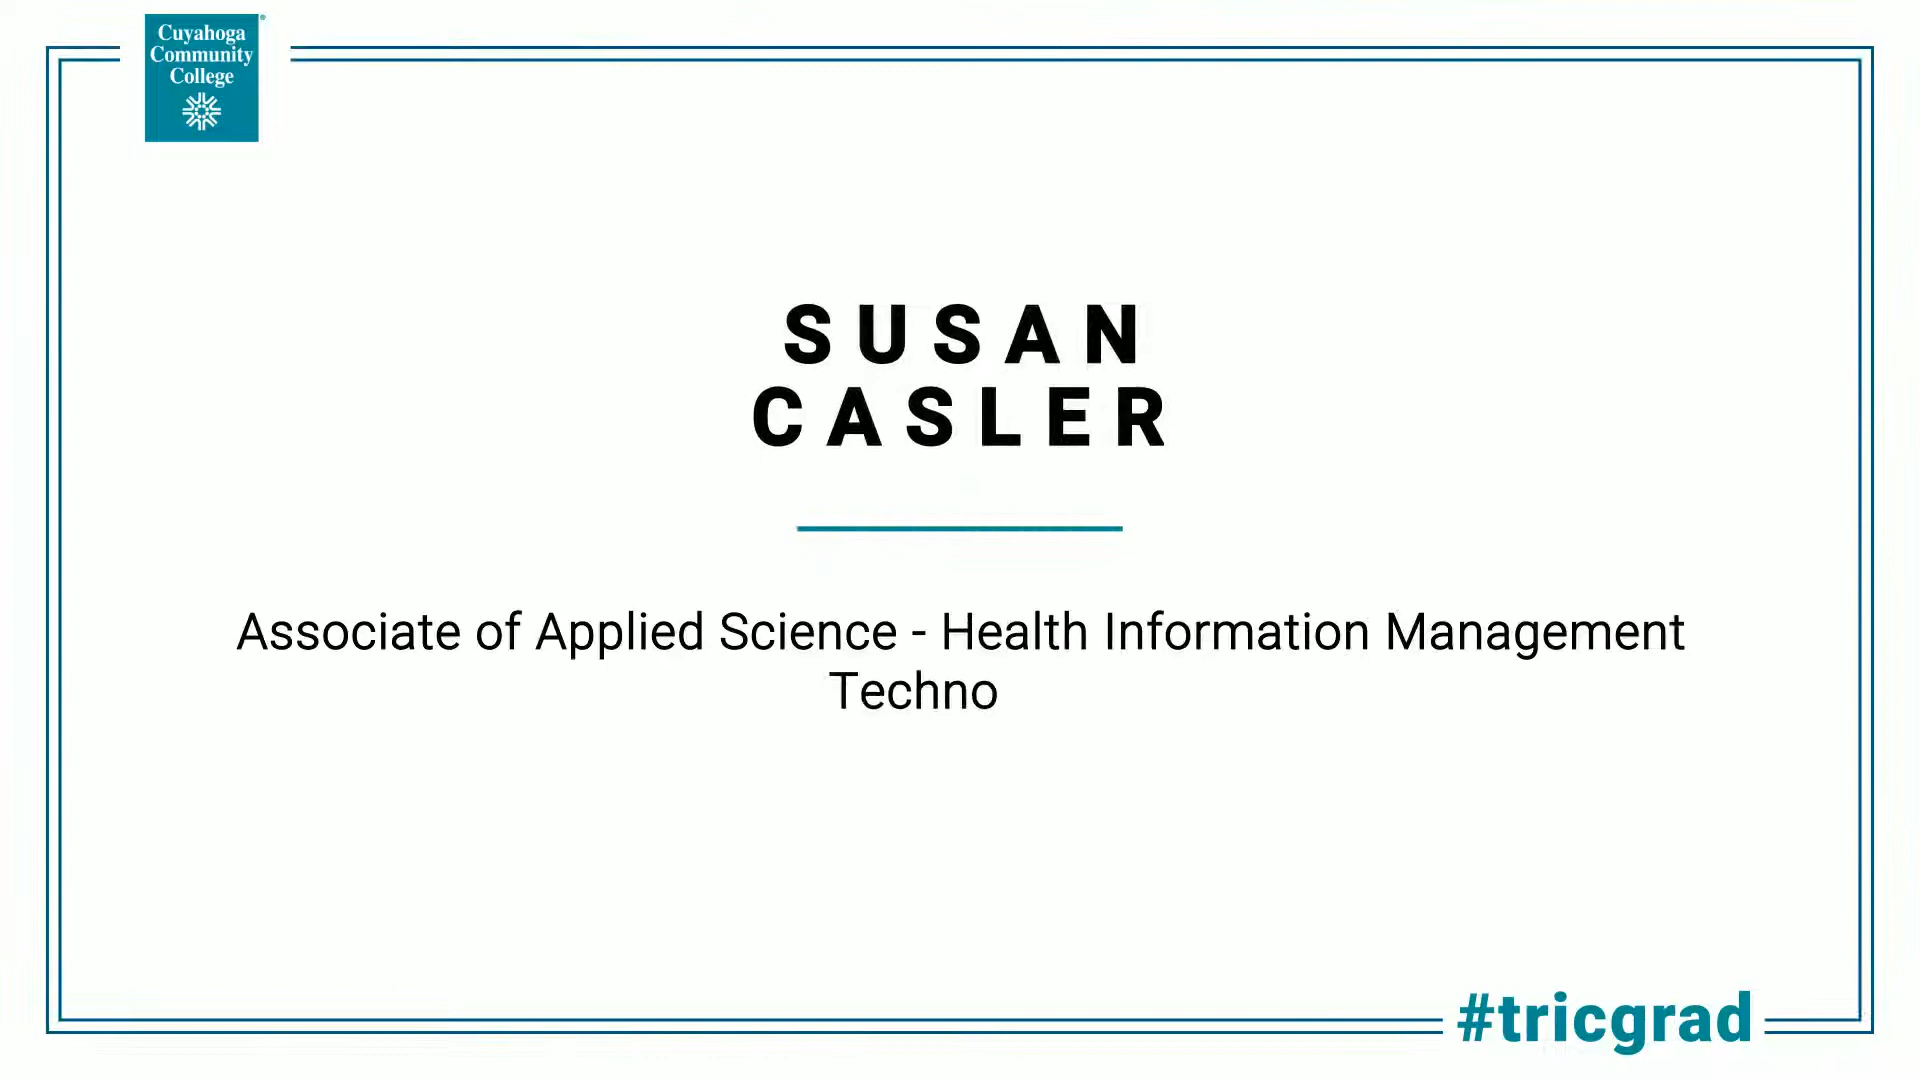 Cuyahoga
Community
College
SUSAN
CASLER
Associate of Applied Science - Health Information Management
Techno
#tricgrad